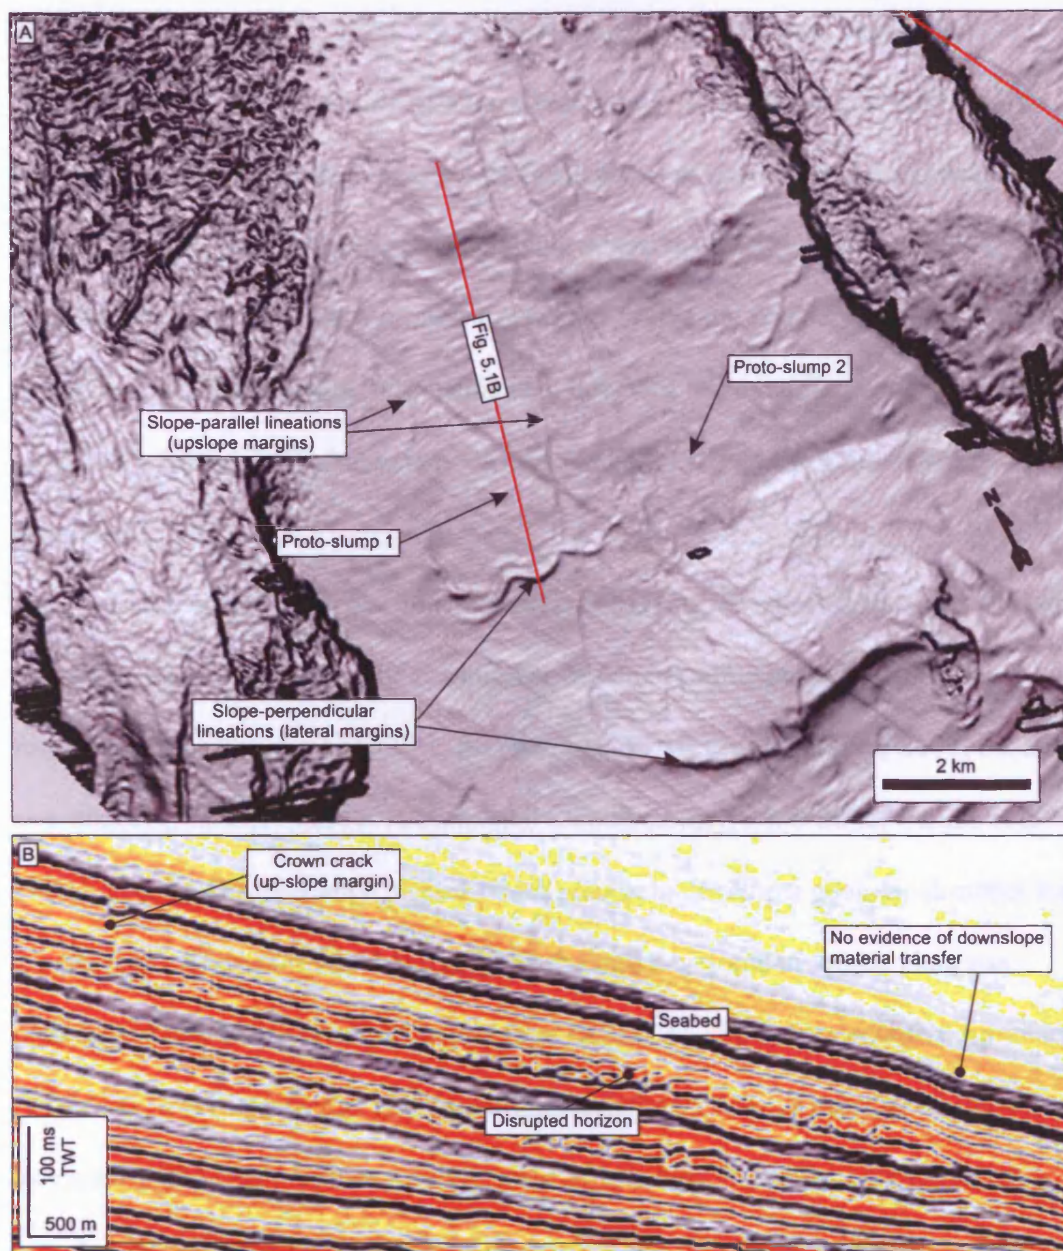 A
Fig. 5.1B
Proto-slump 2
Slope-parallel lineations
(upslope margins)
N
Proto-slump 1
Slope-perpendicular
lineations (lateral margins)
2 km
B
Crown crack
(up-slope margin)
No evidence of downslope
material transfer
Seabed
Disrupted horizon
100 ms
TWT
500 m